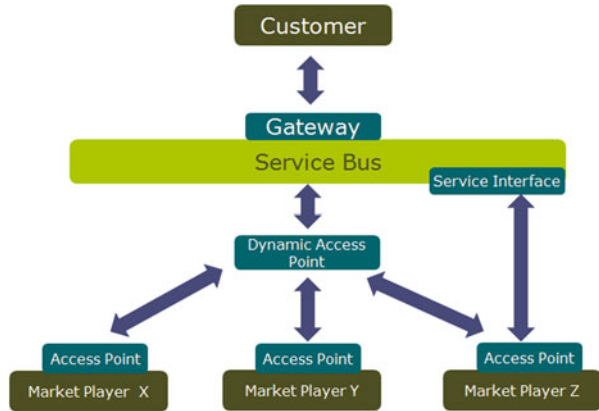 Customer
Gateway
Service Bus
Service Interface
Dynamic Access
Point
Access Point
Access Point
Access Point
Market Player X
Market Player Y
Market Player Z